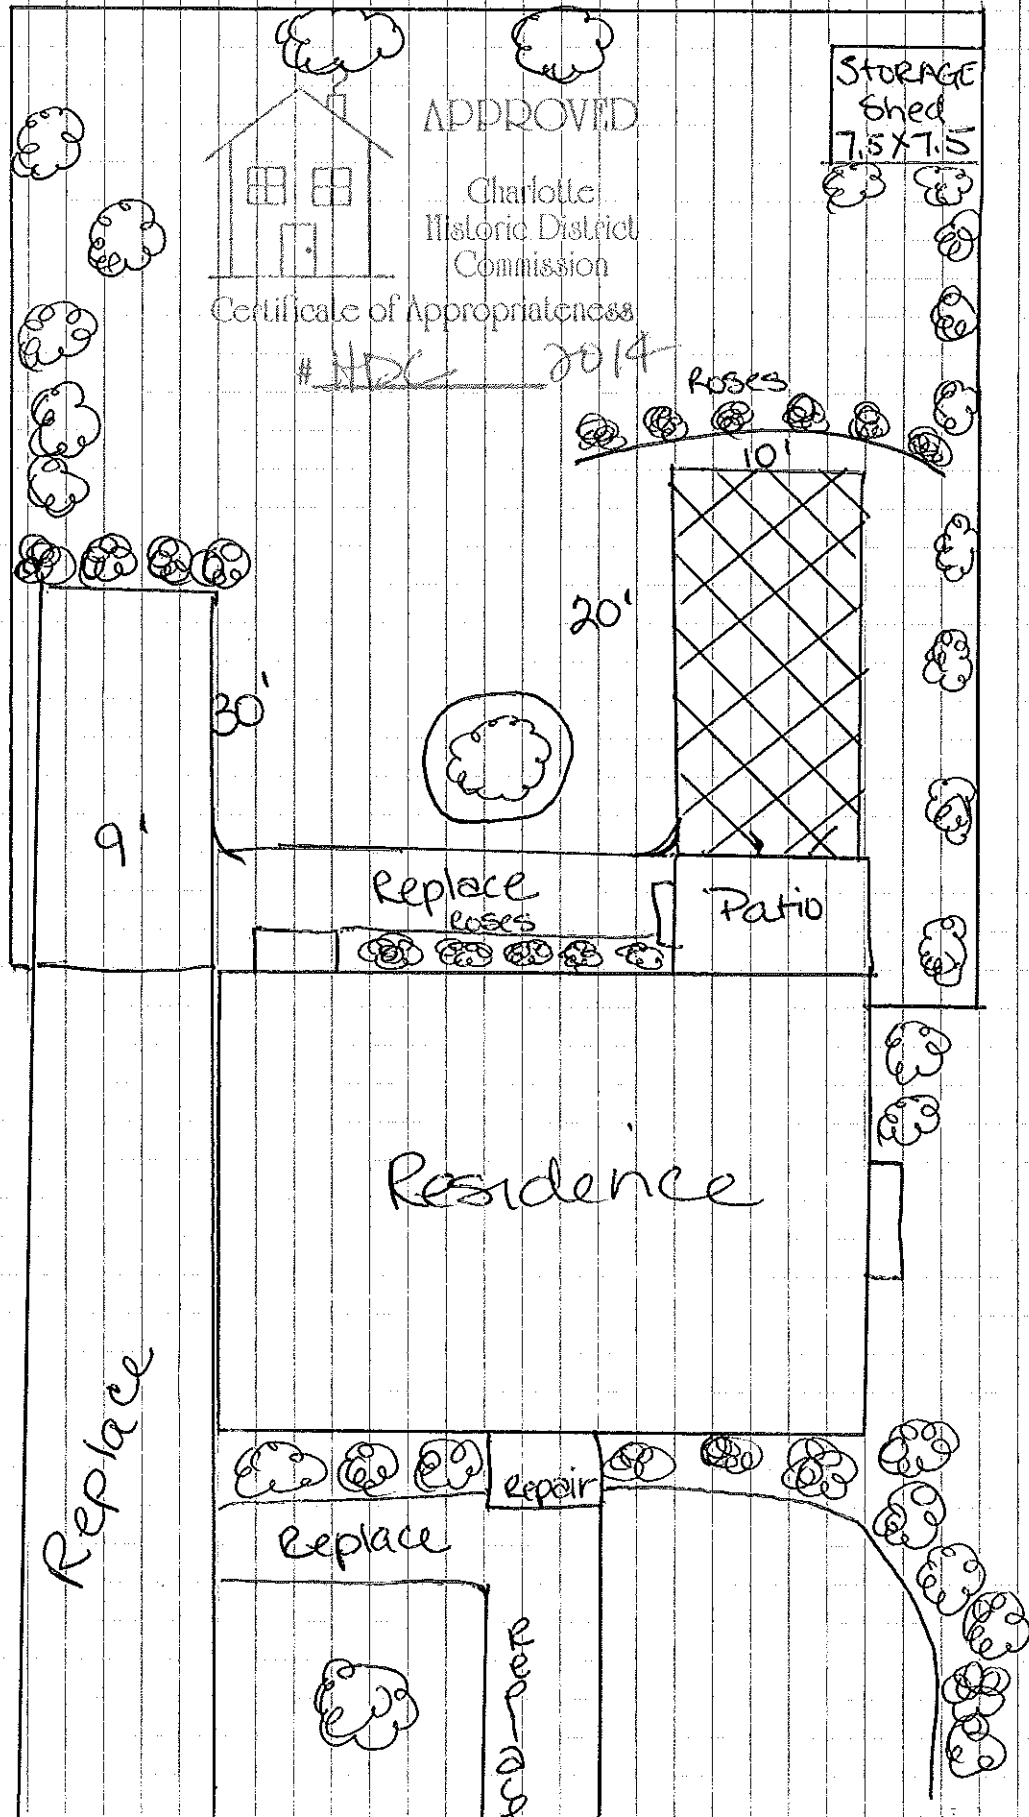 STORAGE
Shed
7.5X7.5
APPROVED
Charlotte
Historic District
Commission
Certificate of Appropriateness
# HDC 2014
Roses
10'
20'
30'
9'
Replace
Roses
Patio
Residence
Replace
Repair
Replace